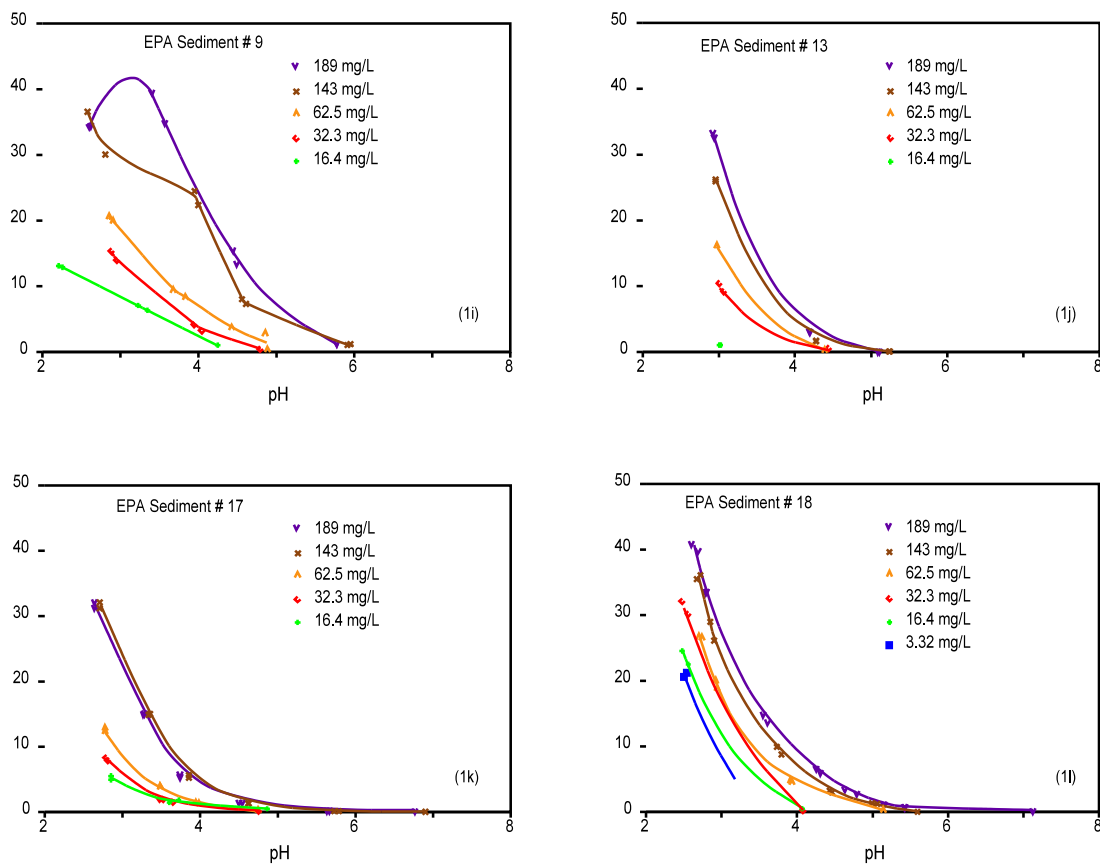 EPA Sediment # 9
189 mg/L
143 mg/L
62.5 mg/L
32.3 mg/L
16.4 mg/L
50
40
30
20
10
0
(1i)
2
4
6
8
pH
EPA Sediment # 13
189 mg/L
143 mg/L
62.5 mg/L
32.3 mg/L
16.4 mg/L
50
40
30
20
10
0
(1j)
2
4
6
8
pH
EPA Sediment # 17
189 mg/L
143 mg/L
62.5 mg/L
32.3 mg/L
16.4 mg/L
50
40
30
20
10
0
(1k)
2
4
6
8
pH
EPA Sediment # 18
189 mg/L
143 mg/L
62.5 mg/L
32.3 mg/L
16.4 mg/L
3.32 mg/L
50
40
30
20
10
0
(1l)
2
4
6
8
pH